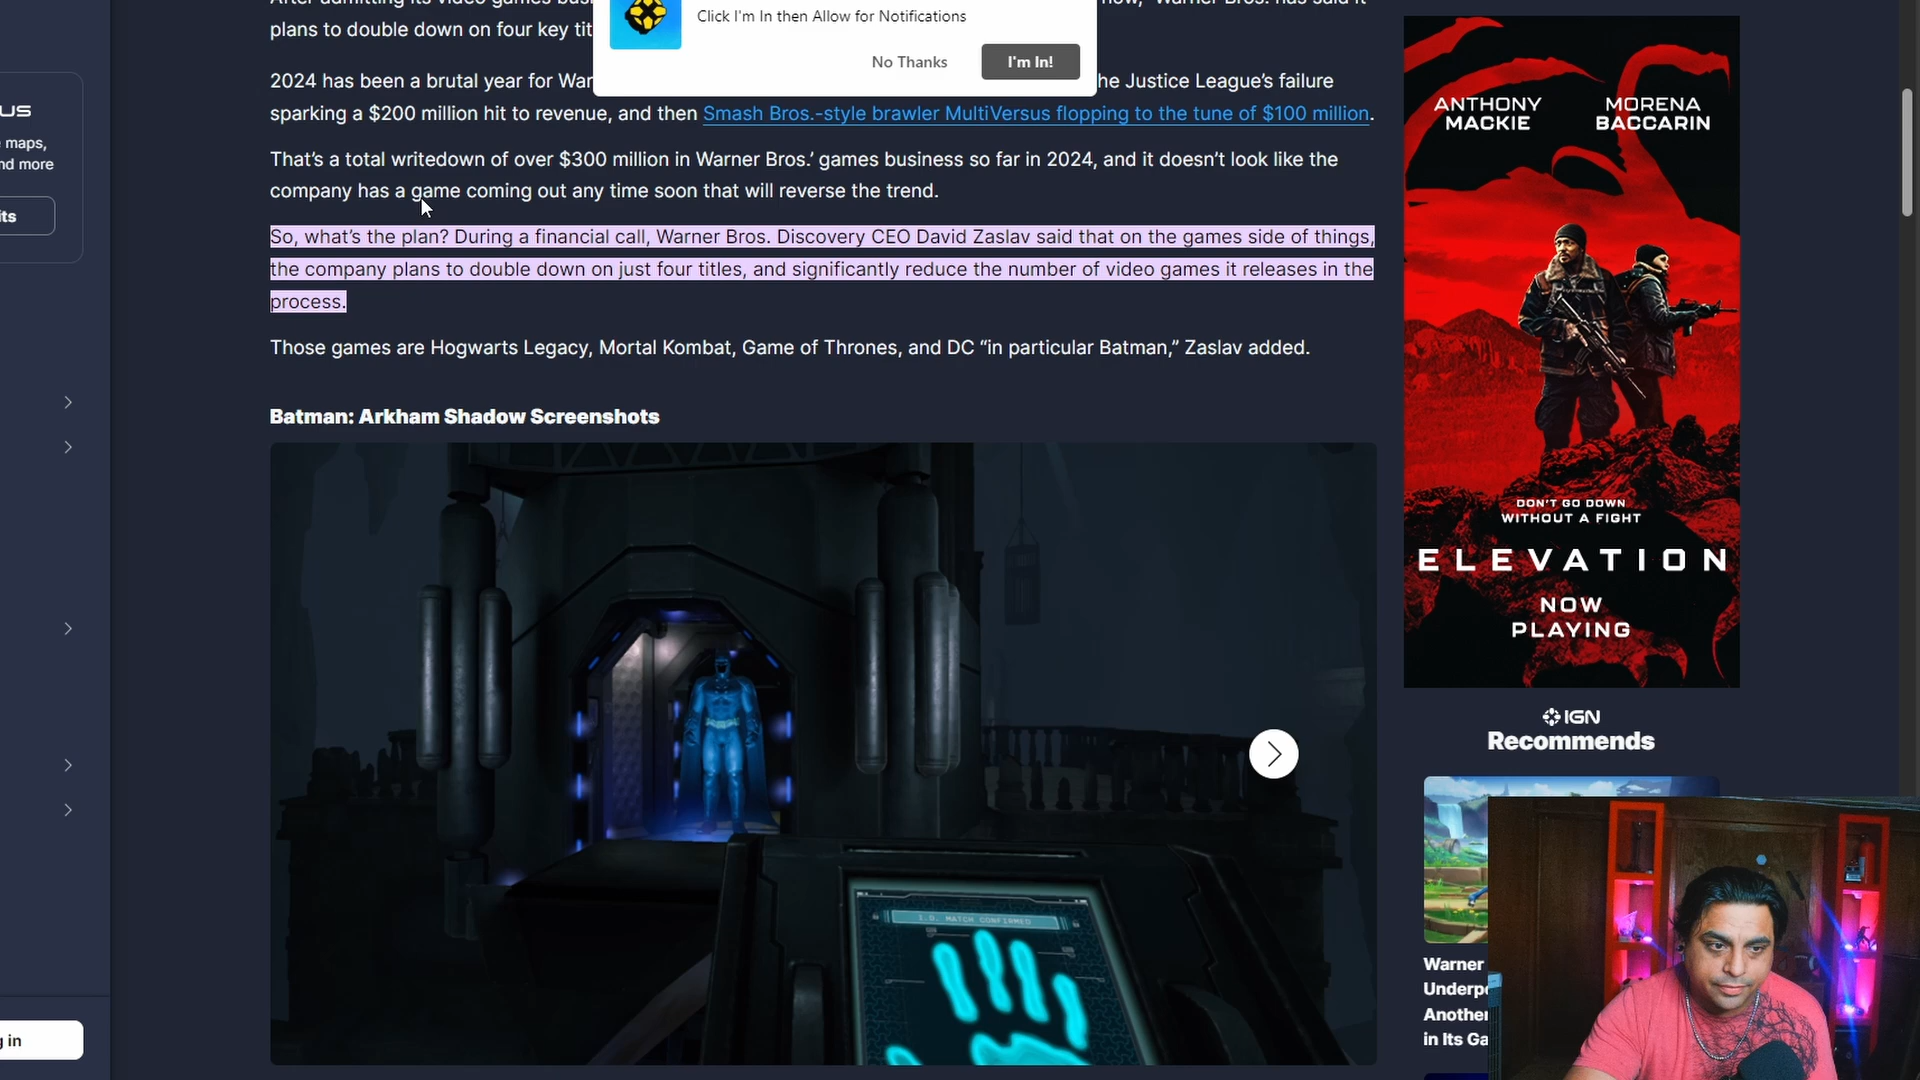 Click I'm In then Allow for Notifications
No Thanks
I'm In!
plans to double down on four key
2024 has been a brutal year for
he Justice League's failure
sparking a $200 million hit to revenue, and then Smash Bros.-style brawler MultiVersus flopping to the tune of $100 million.
That's a total writedown of over $300 million in Warner Bros.' games business so far in 2024, and it doesn't look like the
company has a game coming out any time soon that will reverse the trend.
So, what's the plan? During a financial call, Warner Bros. Discovery CEO David Zaslav said that on the games side of things,
the company plans to double down on just four titles, and significantly reduce the number of video games it releases in the
process.
Those games are Hogwarts Legacy, Mortal Kombat, Game of Thrones, and DC “in particular Batman,” Zaslav added.
Batman: Arkham Shadow Screenshots
I.D. MATCH CONFIRMED
US
maps,
nd more
its
g in
ANTHONY MACKIE
MORENA BACCARIN
DON'T GO DOWN
WITHOUT A FIGHT
ELEVATION
NOW
PLAYING
IGN
Recommends
Warner
Underp
Another
in Its Ga